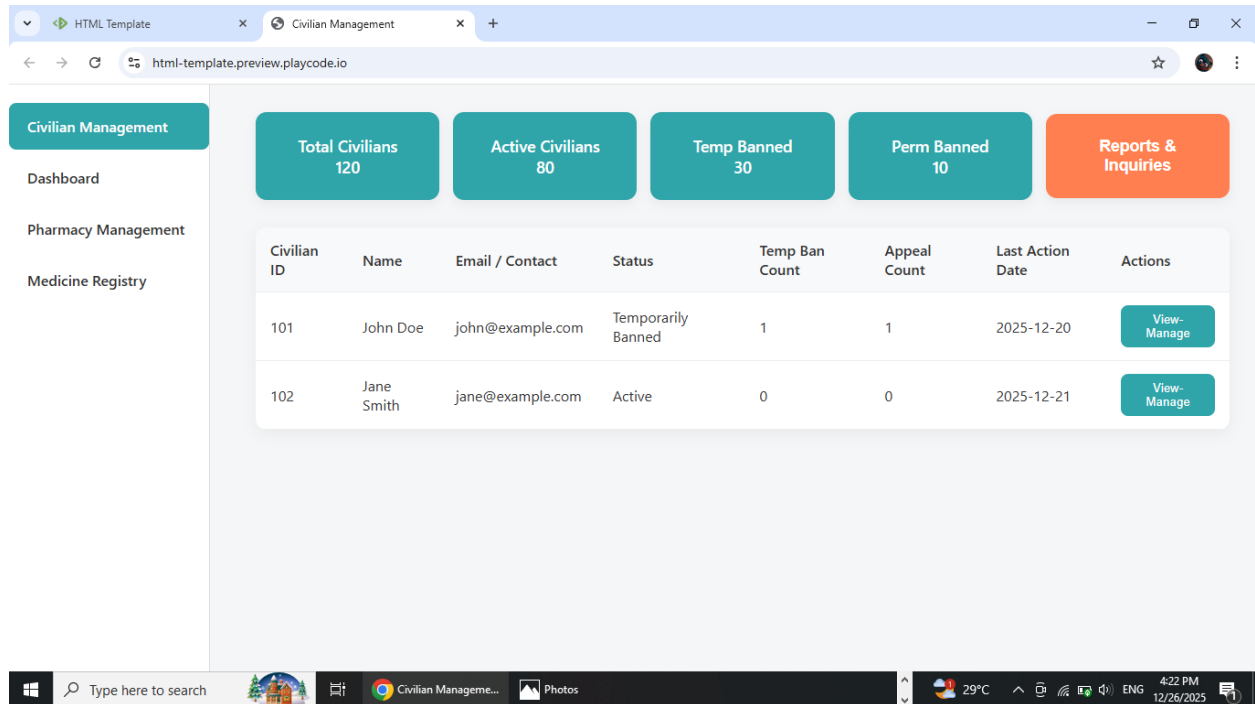 HTML Template
Civilian Management
html-template.preview.playcode.io
Civilian Management
Dashboard
Pharmacy Management
Medicine Registry
Total Civilians
120
Active Civilians
80
Temp Banned
30
Perm Banned
10
Reports &
Inquiries
Civilian
ID
Name
Email / Contact
Status
Temp Ban
Count
Appeal
Count
Last Action
Date
Actions
101
John Doe
john@example.com
Temporarily
Banned
1
1
2025-12-20
View-
Manage
102
Jane
Smith
jane@example.com
Active
0
0
2025-12-21
View-
Manage
Type here to search
Civilian Manageme...
Photos
29°C
ENG
4:22 PM
12/26/2025
1